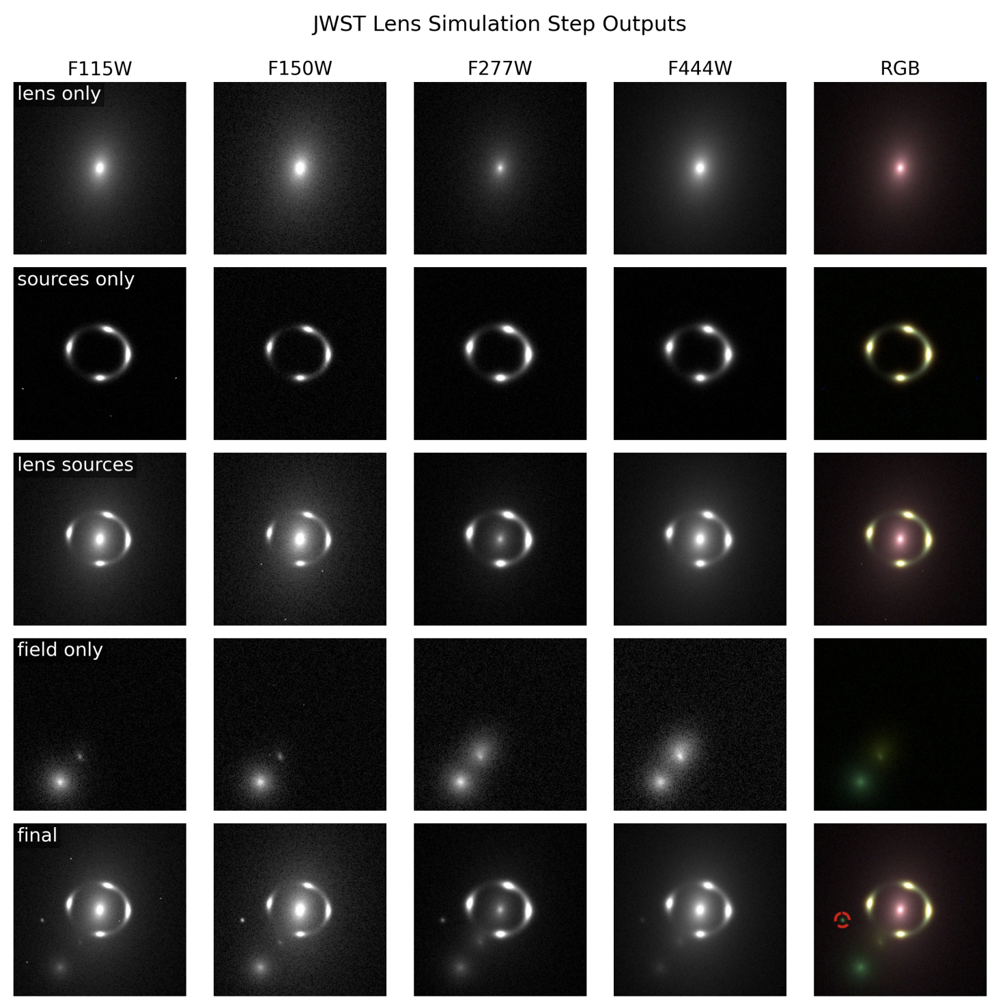 JWST Lens Simulation Step Outputs
F115W F150W F277W F444W RGB
lens only
sources only
lens sources
field only
final